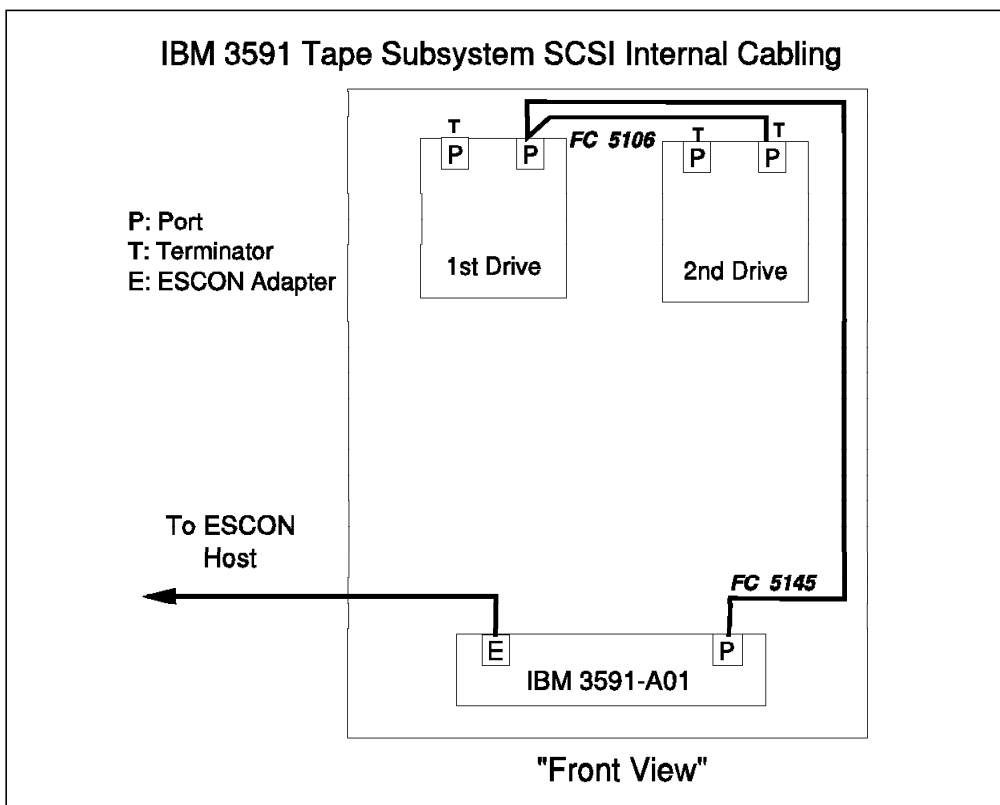 IBM 3591 Tape Subsystem SCSI Internal Cabling
T
P
P
FC 5106
T
T
P
P
P: Port
T: Terminator
E: ESCON Adapter
1st Drive
2nd Drive
To ESCON
Host
FC 5145
E
P
IBM 3591-A01
"Front View"